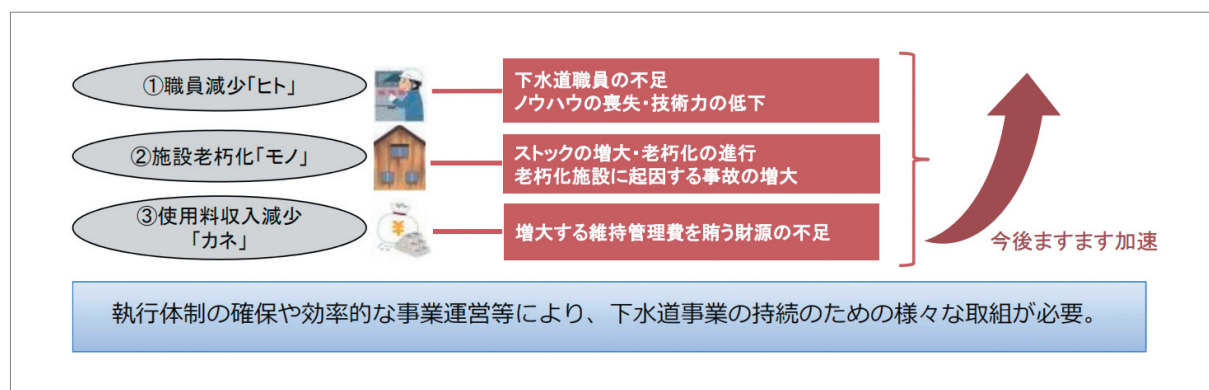 ①職員減少｢ヒト｣
下水道職員の不足
ノウハウの喪失・技術力の低下
②施設老朽化｢モノ｣
ストックの増大・老朽化の進行
老朽化施設に起因する事故の増大
③使用料収入減少
｢カネ｣
¥
増大する維持管理費を賄う財源の不足
今後ますます加速
執行体制の確保や効率的な事業運営等により、下水道事業の持続のための様々な取組が必要。